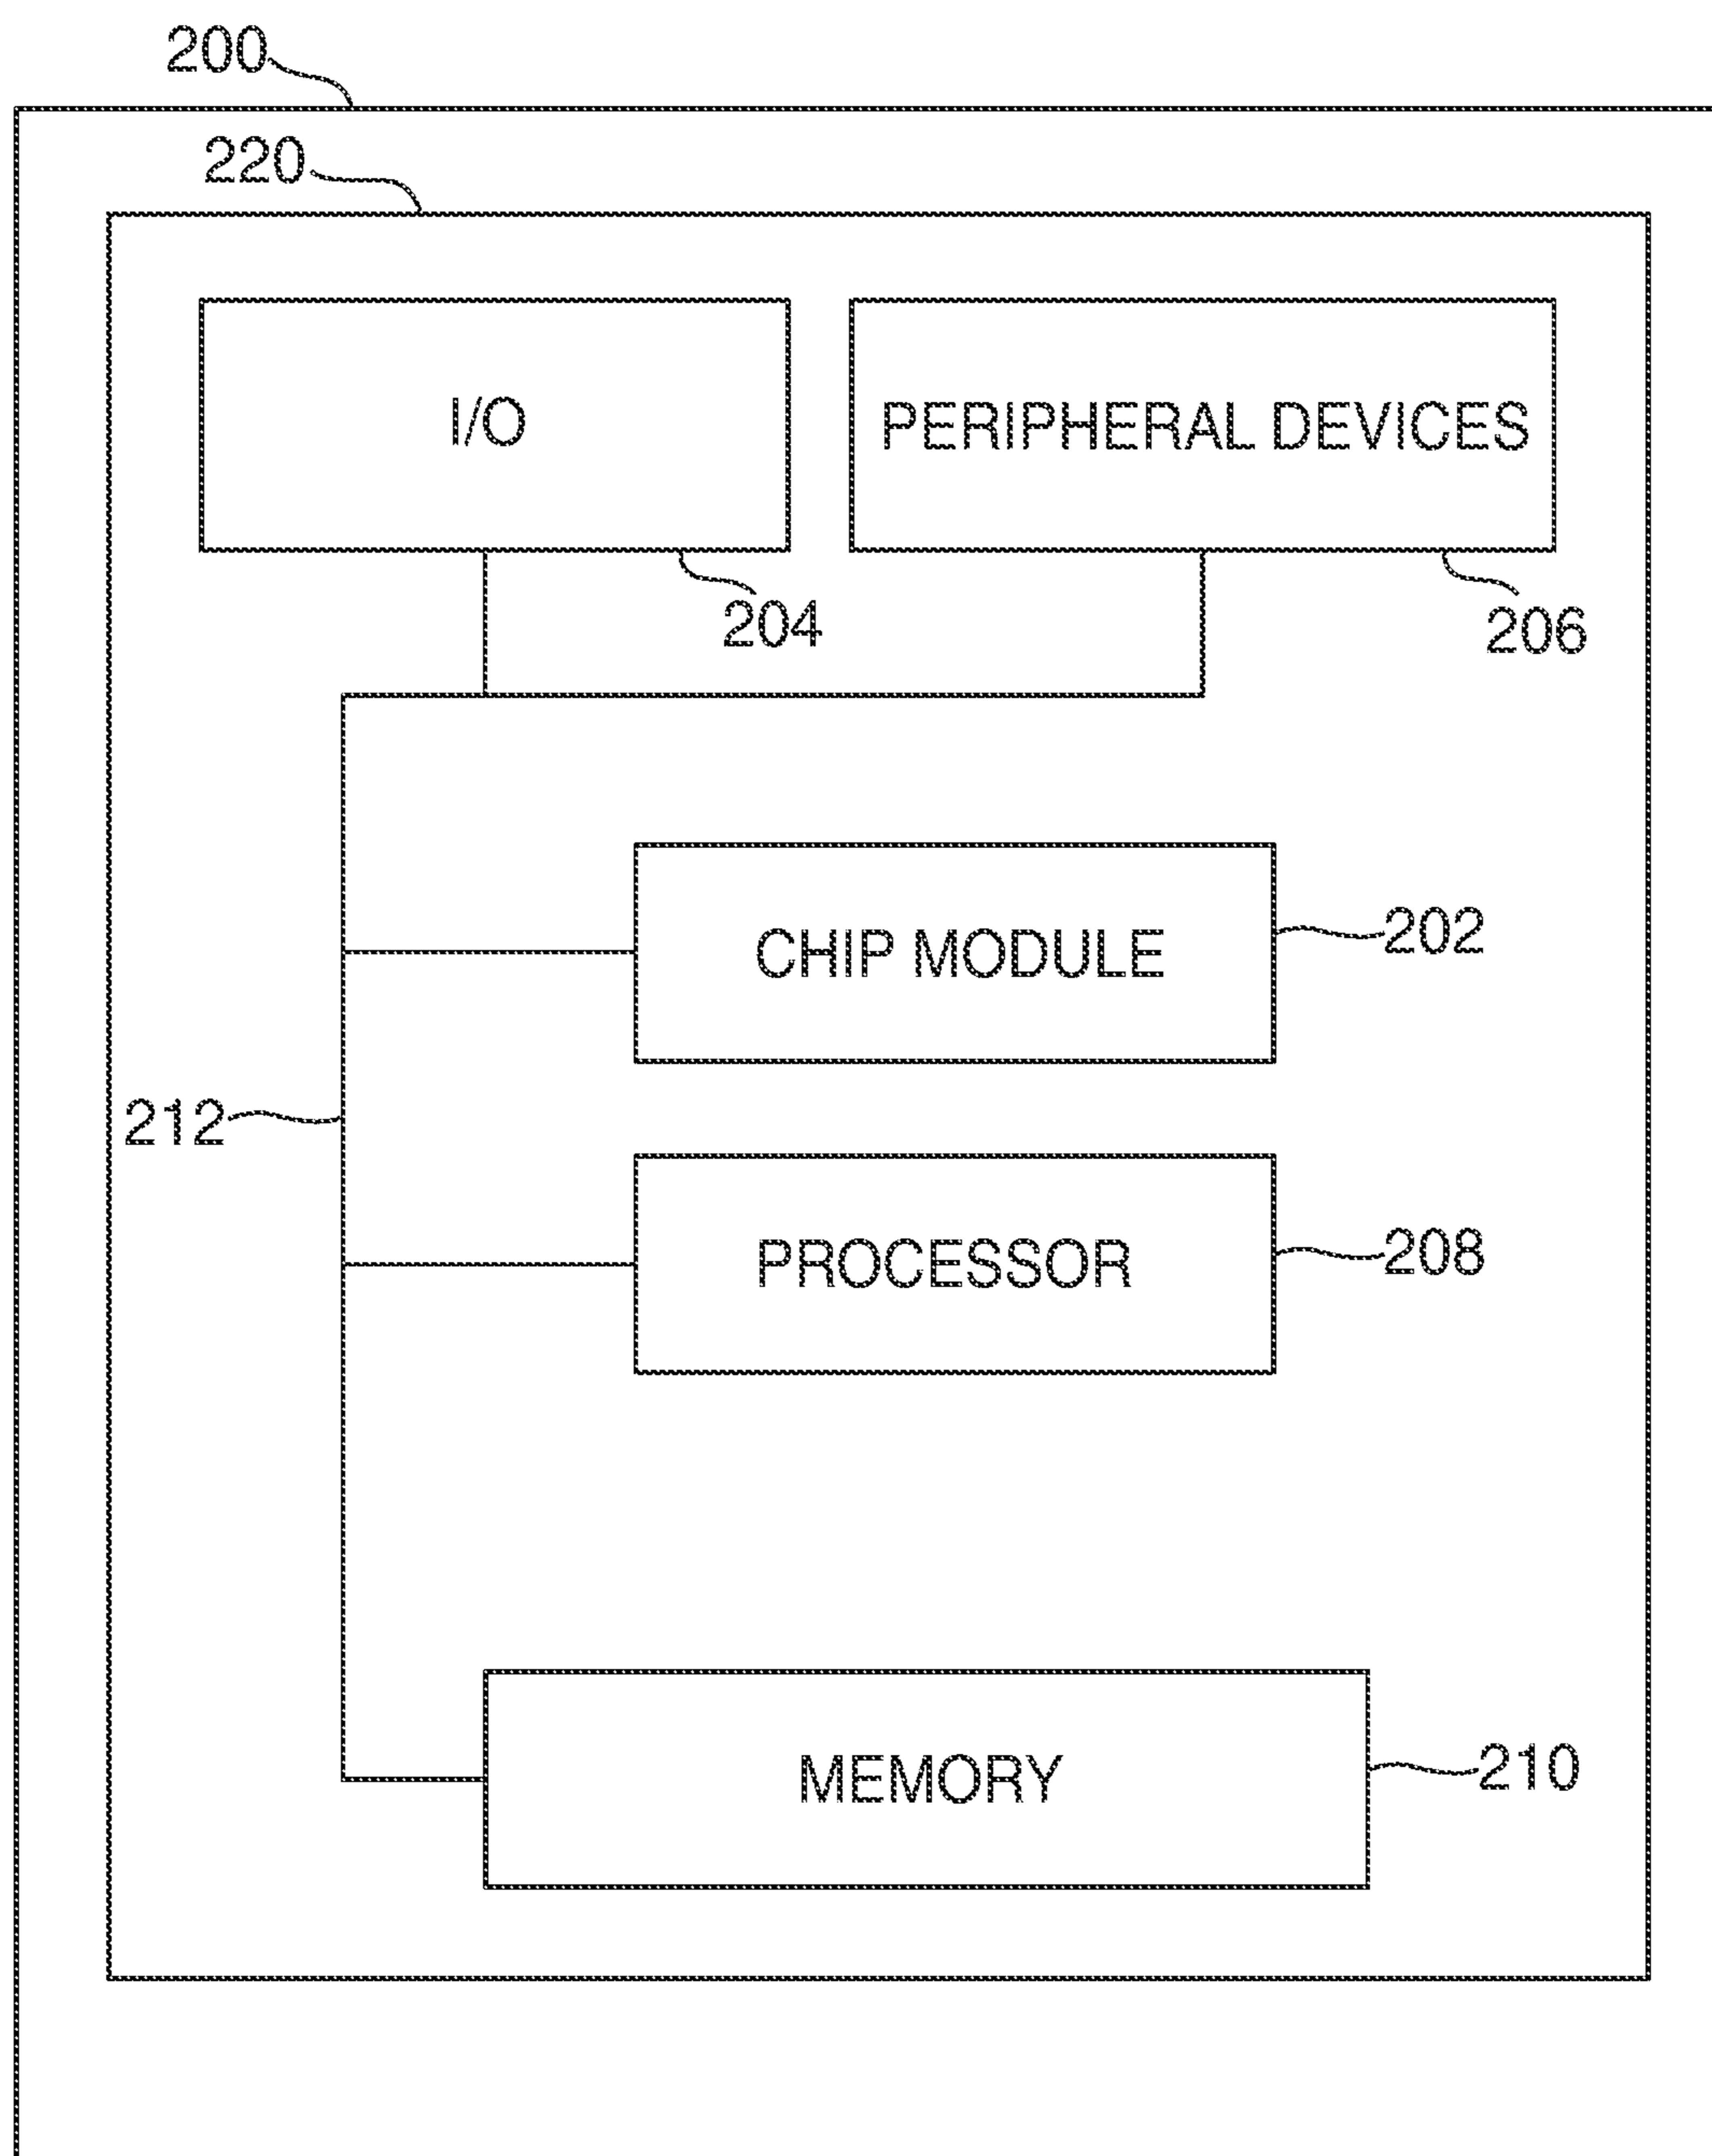 200
220
I/O
PERIPHERAL DEVICES
204
206
CHIP MODULE
202
212
PROCESSOR
208
MEMORY
210